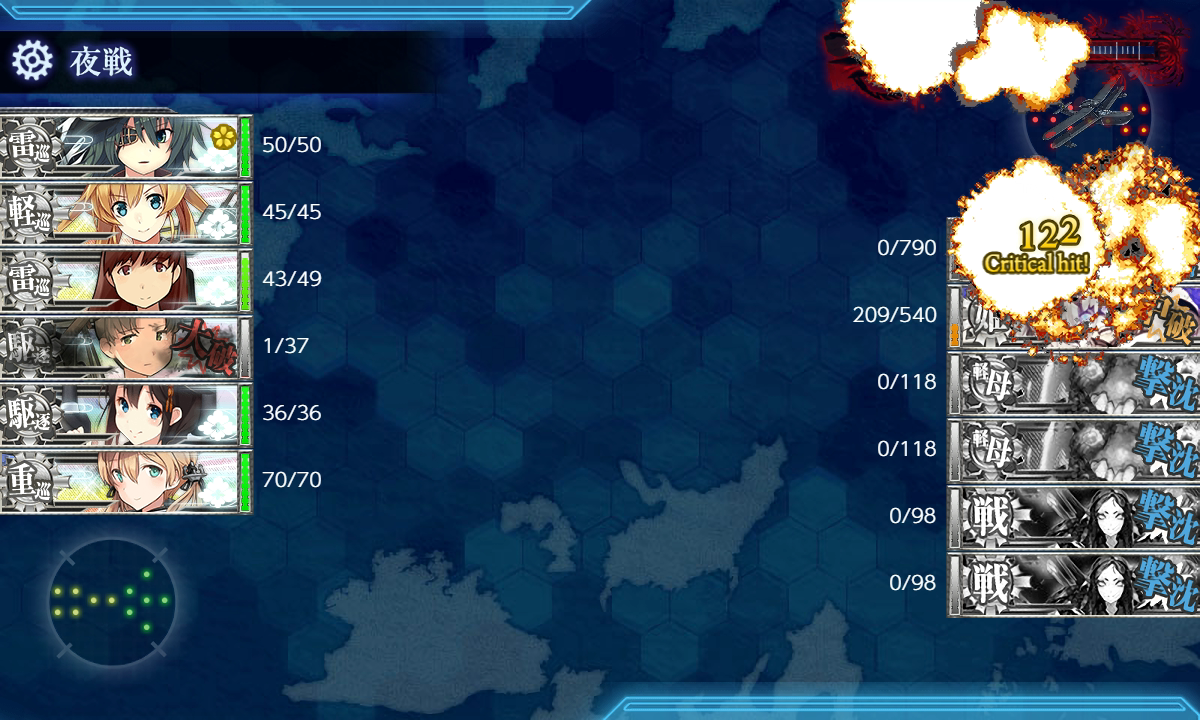 夜戦
雷巡
50/50
軽巡
45/45
雷巡
43/49
駆逐
大破
1/37
駆逐
36/36
重巡
70/70
0/790
122
Critical hit!
209/540
姫
中破
0/118
軽母
撃沈
0/118
軽母
撃沈
0/98
戦
撃沈
0/98
戦
撃沈